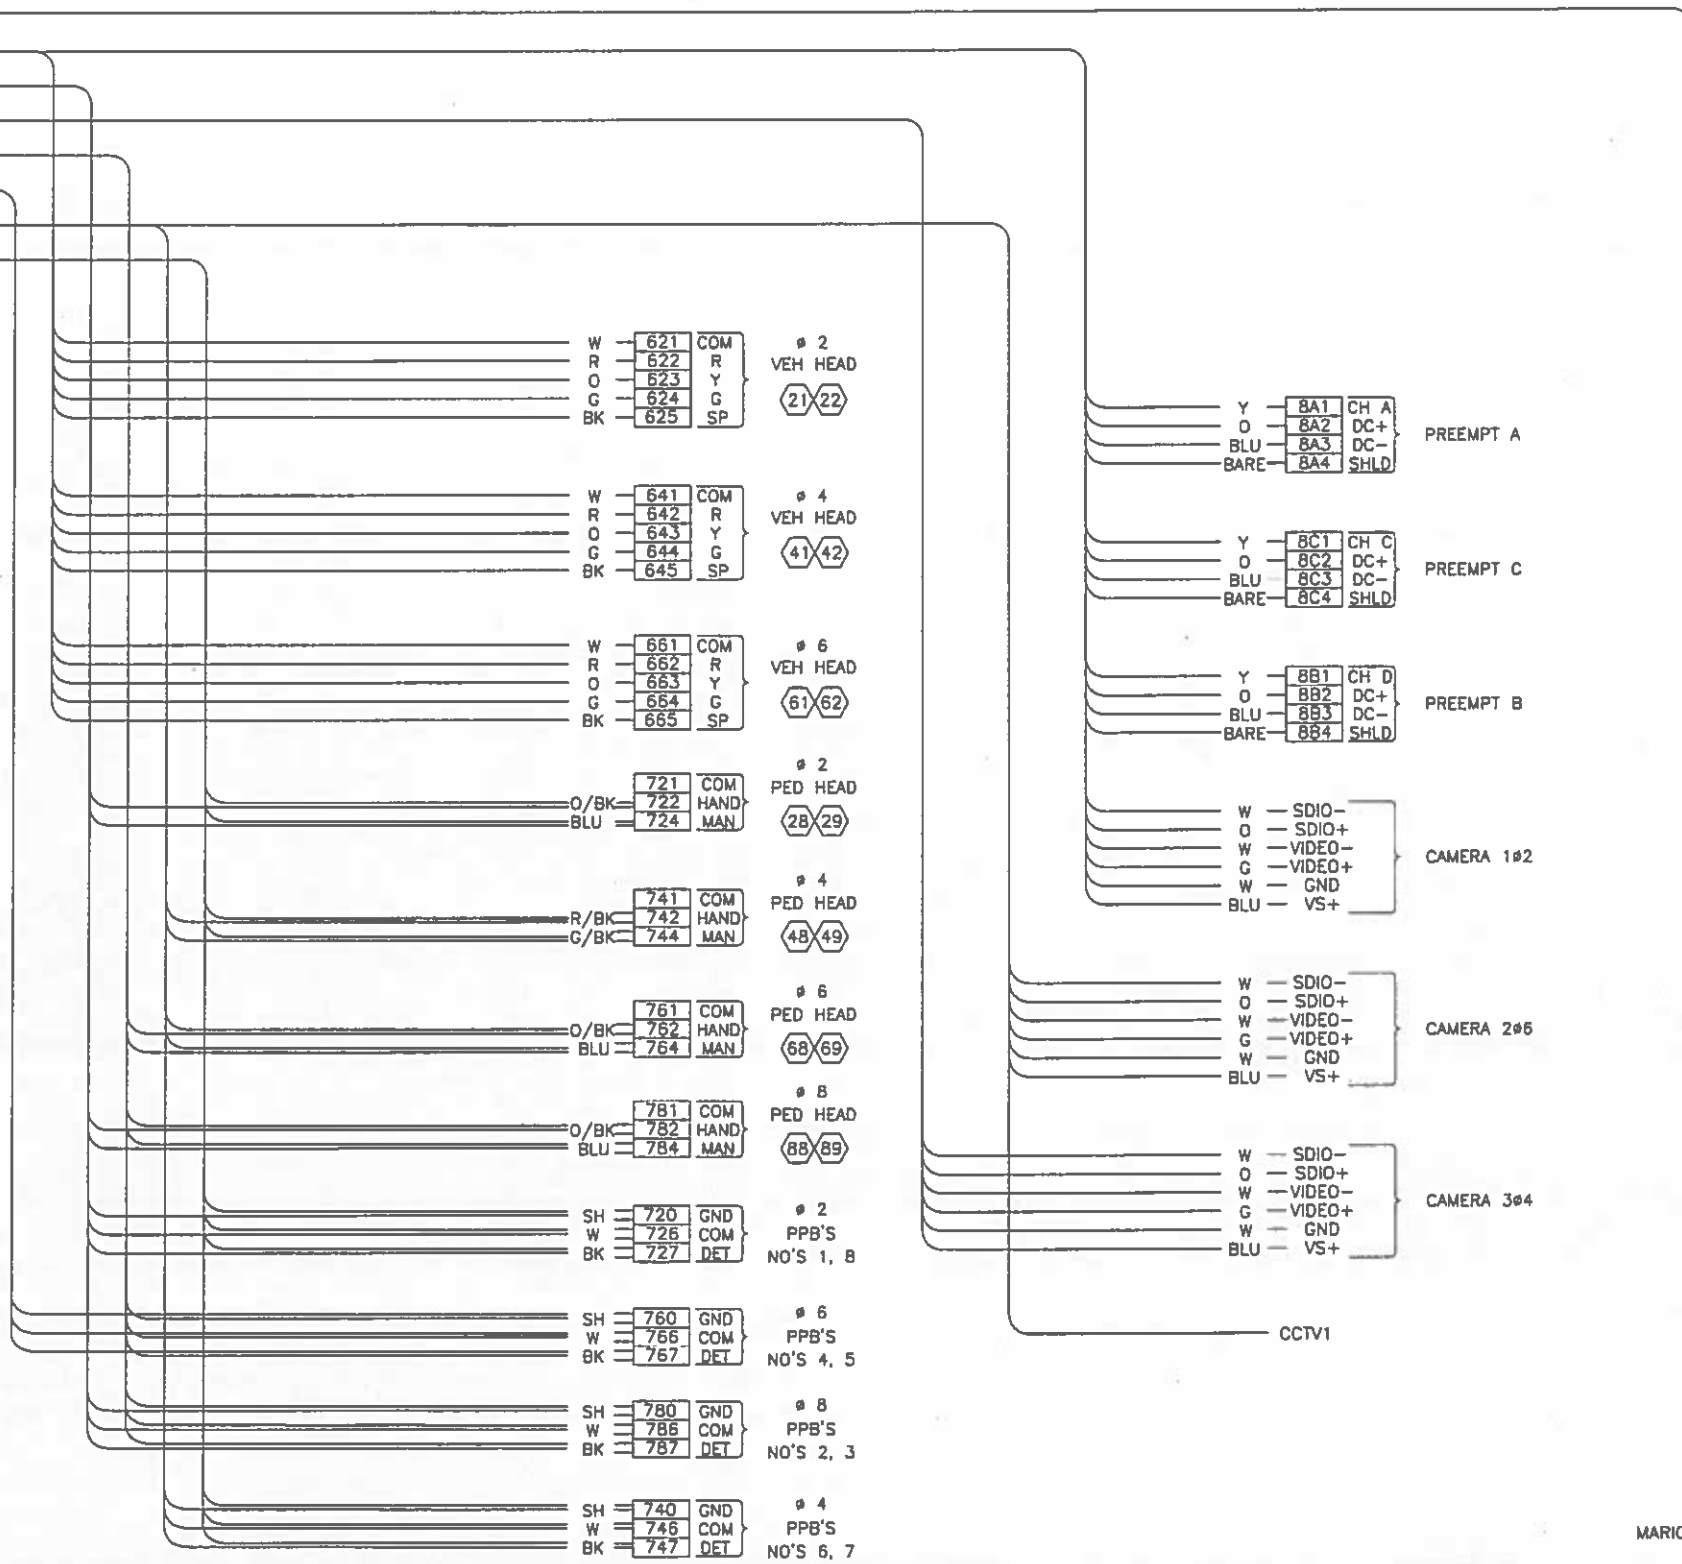 W 621 COM ø 2
R 622 R VEH HEAD
O 623 Y
G 624 G 21 22
BK 625 SP
W 641 COM ø 4
R 642 R VEH HEAD
O 643 Y
G 644 G 41 42
BK 645 SP
W 661 COM ø 6
R 662 R VEH HEAD
O 663 Y
G 664 G 61 62
BK 665 SP
ø 2
721 COM PED HEAD
O/BK 722 HAND
BLU 724 MAN 28 29
ø 4
741 COM PED HEAD
R/BK 742 HAND
G/BK 744 MAN 48 49
ø 6
761 COM PED HEAD
O/BK 762 HAND
BLU 764 MAN 68 69
ø 8
781 COM PED HEAD
O/BK 782 HAND
BLU 784 MAN 88 89
SH 720 GND ø 2
W 726 COM PPB'S
BK 727 DET NO'S 1, 8
SH 760 GND ø 6
W 766 COM PPB'S
BK 767 DET NO'S 4, 5
SH 780 GND ø 8
W 786 COM PPB'S
BK 787 DET NO'S 2, 3
SH 740 GND ø 4
W 746 COM PPB'S
BK 747 DET NO'S 6, 7
Y 8A1 CH A
O 8A2 DC+
PREEMPT A
BLU 8A3 DC-
BARE 8A4 SHLD
Y 8C1 CH C
O 8C2 DC+
PREEMPT C
BLU 8C3 DC-
BARE 8C4 SHLD
Y 8B1 CH D
O 8B2 DC+
PREEMPT B
BLU 8B3 DC-
BARE 8B4 SHLD
W SDIO-
O SDIO+
W VIDEO-
CAMERA 1ø2
G VIDEO+
W GND
BLU VS+
W SDIO-
O SDIO+
W VIDEO-
CAMERA 2ø6
G VIDEO+
W GND
BLU VS+
W SDIO-
O SDIO+
W VIDEO-
CAMERA 3ø4
G VIDEO+
W GND
BLU VS+
CCTV1